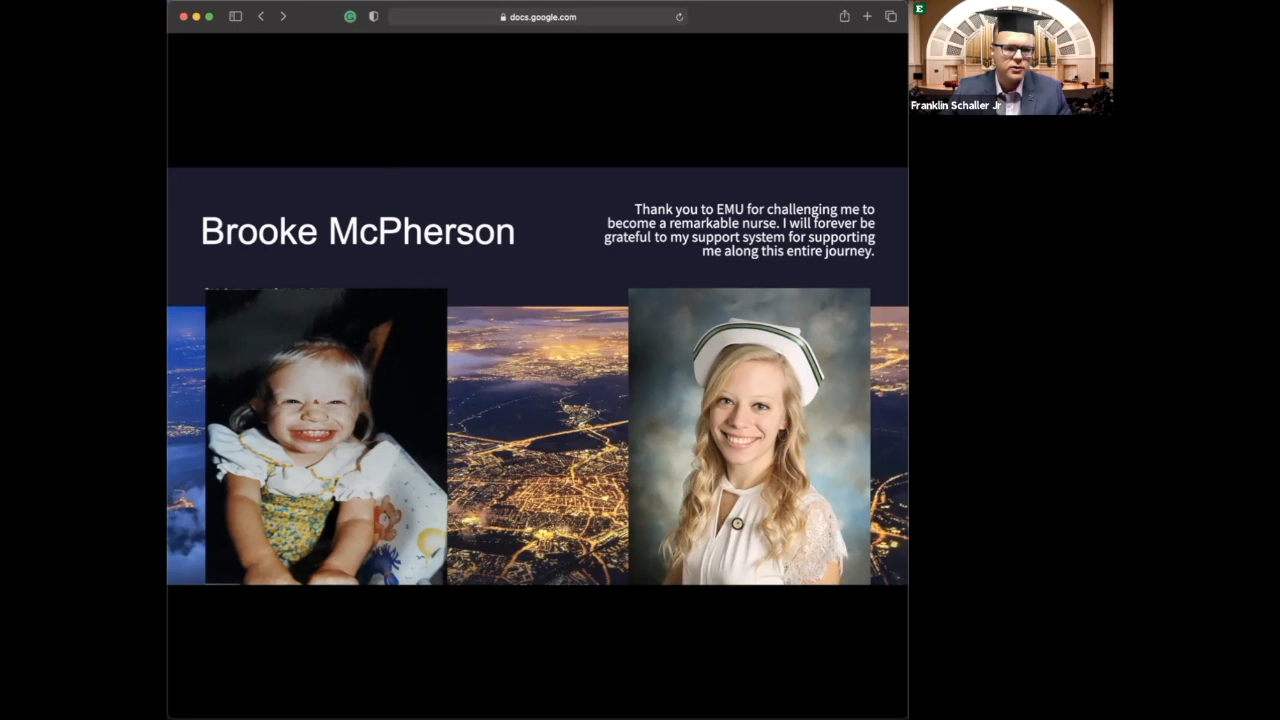 docs.google.com
E
Franklin Schaller Jr
Brooke McPherson
Thank you to EMU for challenging me to
become a remarkable nurse. I will forever be
grateful to my support system for supporting
me along this entire journey.